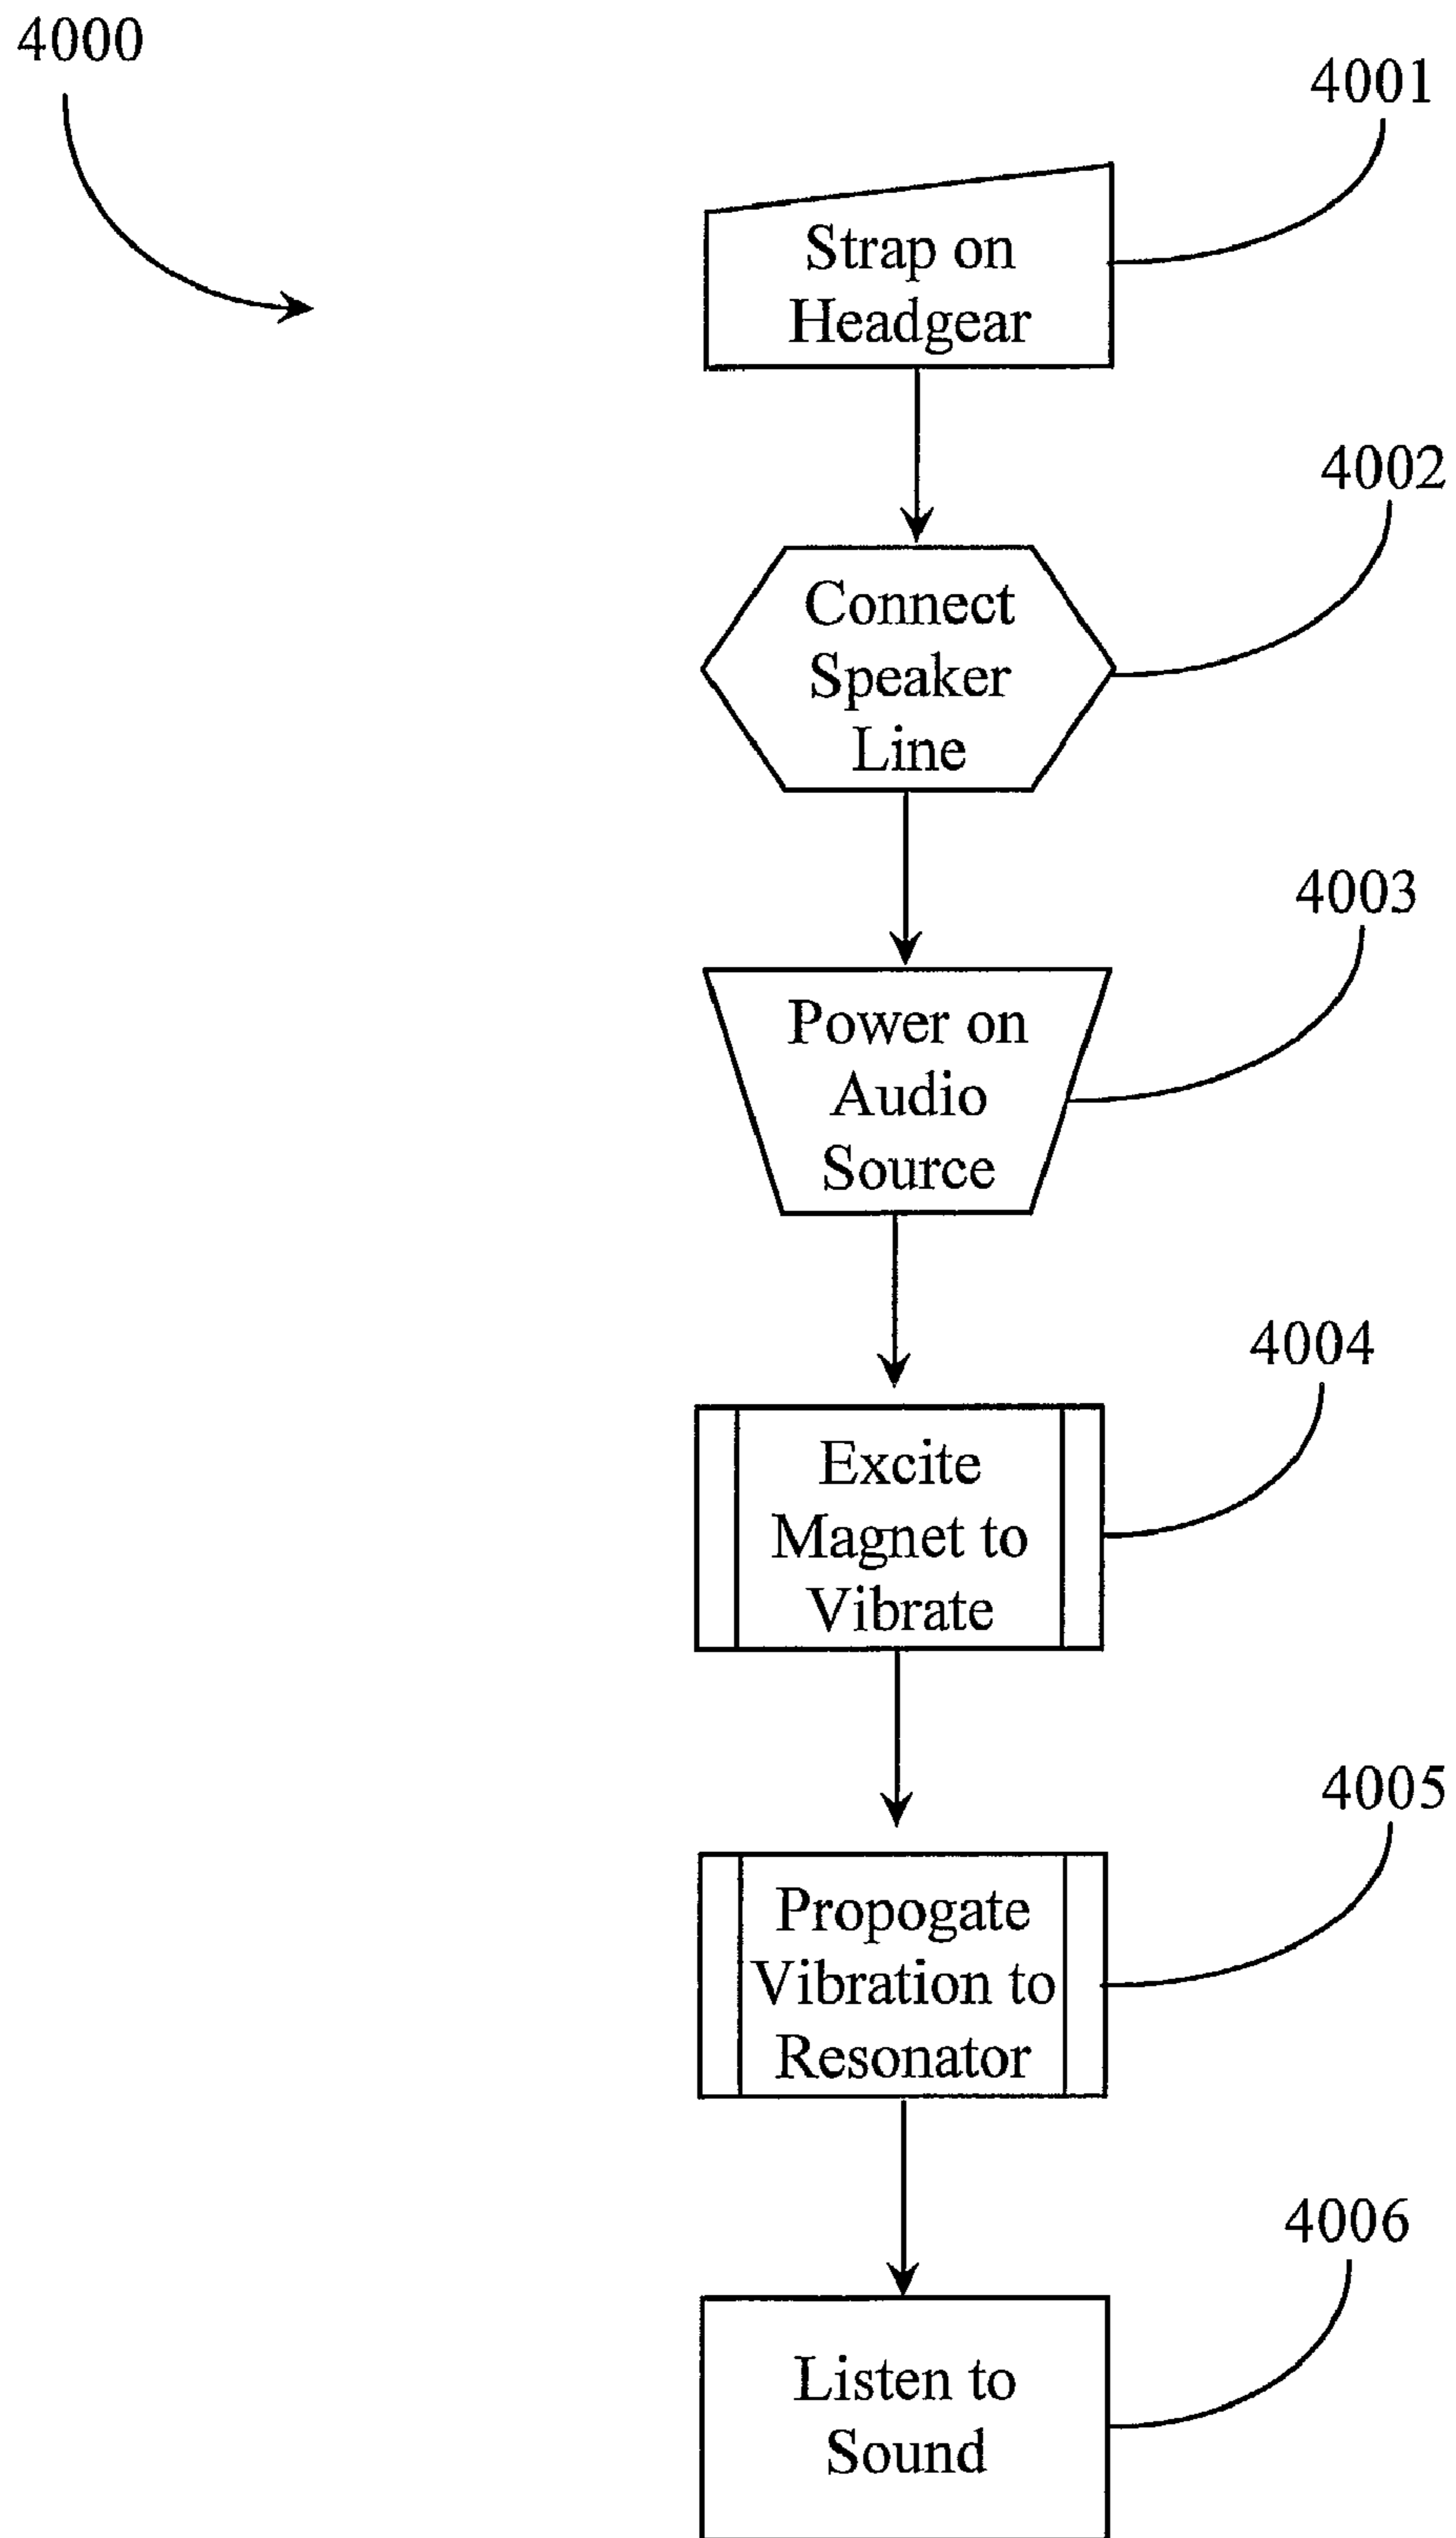 4000
4001
Strap on
Headgear
4002
Connect
Speaker
Line
4003
Power on
Audio
Source
4004
Excite
Magnet to
Vibrate
4005
Propogate
Vibration to
Resonator
4006
Listen to
Sound